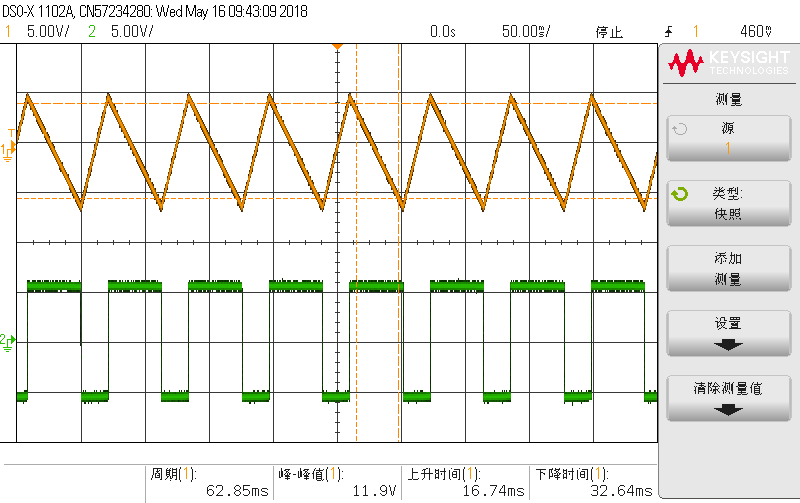 DSO-X 1102A, CN57234280: Wed May 16 09:43:09 2018
1 5.00V/ 2 5.00V/ 0.0s 50.00ms/ 停止 1 460mV
KEYSIGHT
TECHNOLOGIES
测量
源
1
类型:
快照
添加
测量
设置
清除测量值
T
1
2
周期(1): 峰-峰值(1): 上升时间(1): 下降时间(1):
62.85ms 11.9V 16.74ms 32.64ms